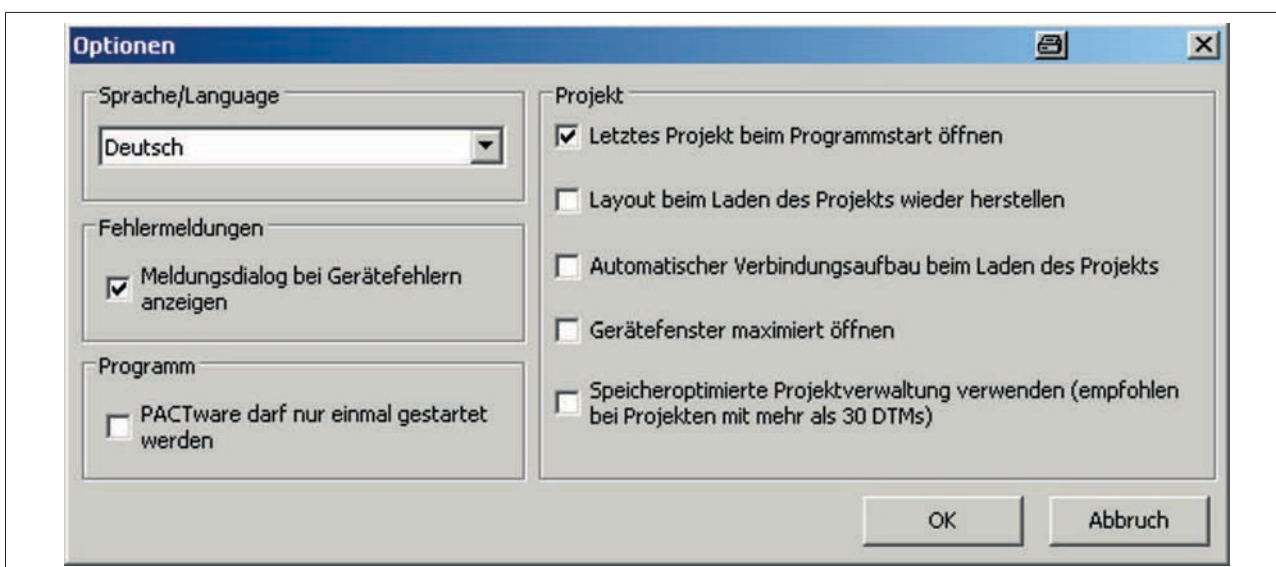 Optionen
Sprache/Language
Deutsch
Fehlermeldungen
Meldungsdialog bei Gerätefehlern
anzeigen
Programm
PACTware darf nur einmal gestartet
werden
Projekt
Letztes Projekt beim Programmstart öffnen
Layout beim Laden des Projekts wieder herstellen
Automatischer Verbindungsaufbau beim Laden des Projekts
Gerätefenster maximiert öffnen
Speicheroptimierte Projektverwaltung verwenden (empfohlen
bei Projekten mit mehr als 30 DTMs)
OK
Abbruch